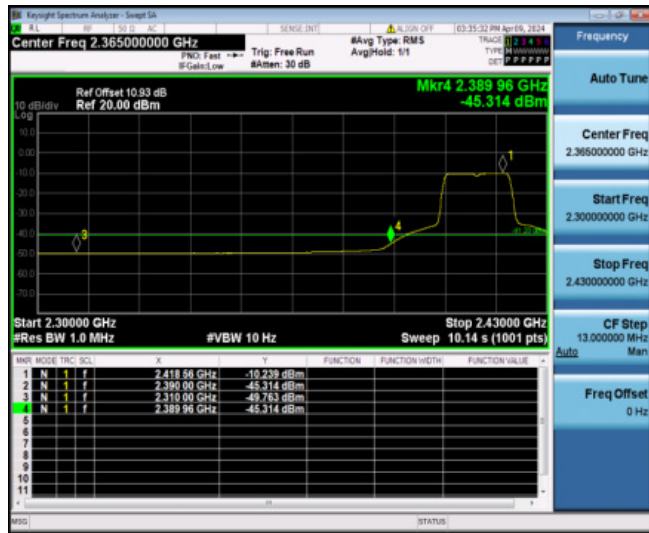 Keysight Spectrum Analyzer - Swept SA
RL RF 50 Ω AC SENSE:INT ALIGN OFF 03:35:32 PM Apr 09, 2024
Center Freq 2.365000000 GHz
PNO: Fast
IFGain:Low
Trig: Free Run
#Atten: 30 dB
#Avg Type: RMS
Avg|Hold: 1/1
TRACE 1 2 3 4 5 6
TYPE M WWWWW
DET P P P P P P
Ref Offset 10.93 dB
Ref 20.00 dBm
Mkr4 2.389 96 GHz
-45.314 dBm
10 dB/div
Log
10.0
0.00
-10.0
-20.0
-30.0
-40.0
-50.0
-60.0
-70.0
1
3
4
Start 2.30000 GHz
Stop 2.43000 GHz
#Res BW 1.0 MHz
#VBW 10 Hz
Sweep 10.14 s (1001 pts)
MKR MODE TRC SCL X Y FUNCTION FUNCTION WIDTH FUNCTION VALUE
1 N 1 f 2.418 56 GHz -10.239 dBm
2 N 1 f 2.390 00 GHz -45.314 dBm
3 N 1 f 2.310 00 GHz -49.763 dBm
4 N 1 f 2.389 96 GHz -45.314 dBm
5
6
7
8
9
10
11
MSG
STATUS
Frequency
Auto Tune
Center Freq
2.365000000 GHz
Start Freq
2.300000000 GHz
Stop Freq
2.430000000 GHz
CF Step
13.000000 MHz
Auto Man
Freq Offset
0 Hz